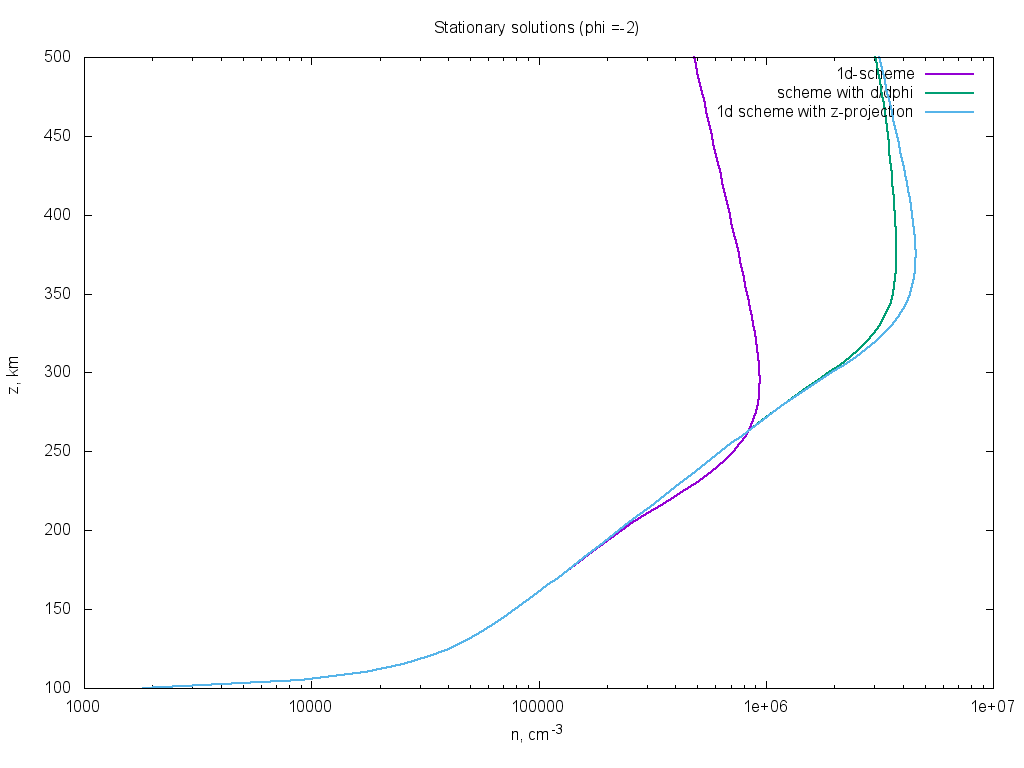 Stationary solutions (phi =-2)
500
450
400
350
300
250
200
150
100
z, km
1d-scheme
scheme with d/dphi
1d scheme with z-projection
1000
10000
100000
1e+06
1e+07
n, cm-3